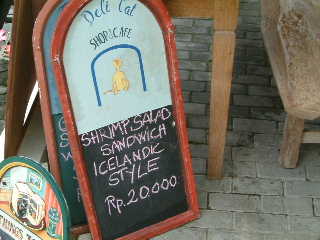 Deli Cat
SHOP & CAFE
SHRIMP SALAD
SANDWICH
ICELANDIC
STYLE
Rp. 20.000.